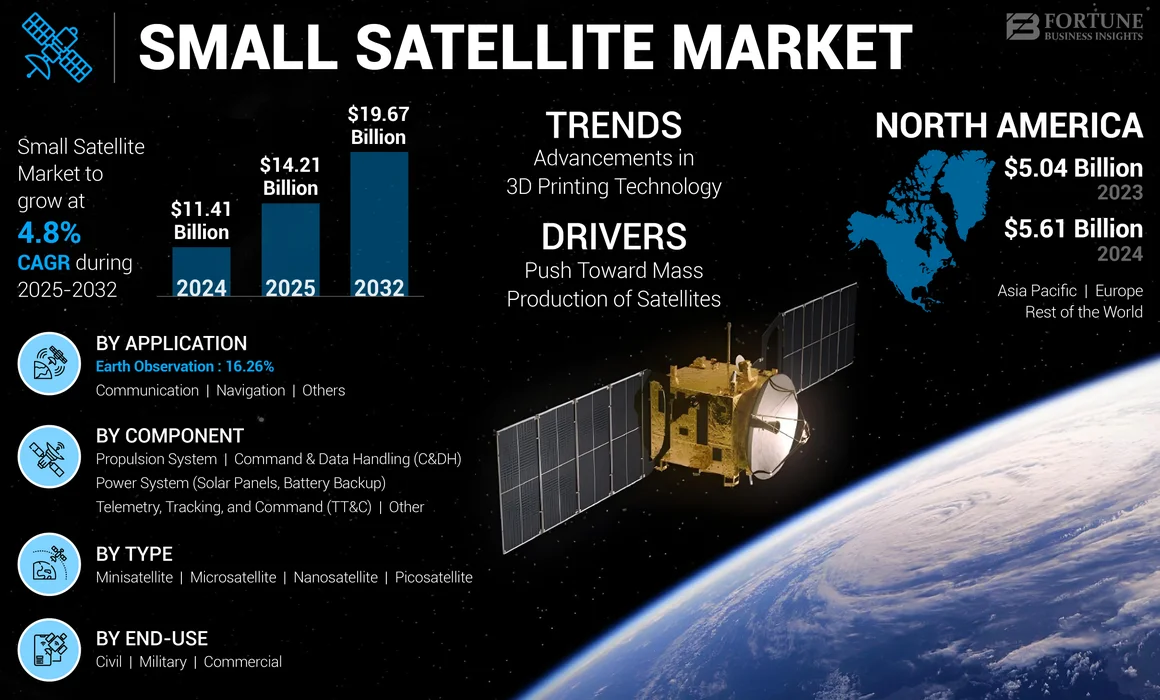 SMALL SATELLITE MARKET
FORTUNE
BUSINESS INSIGHTS
Small Satellite
Market to
grow at
4.8%
CAGR during
2025-2032
$11.41
Billion
2024
$14.21
Billion
2025
$19.67
Billion
2032
TRENDS
Advancements in
3D Printing Technology
DRIVERS
Push Toward Mass
Production of Satellites
NORTH AMERICA
$5.04 Billion
2023
$5.61 Billion
2024
Asia Pacific | Europe
Rest of the World
BY APPLICATION
Earth Observation : 16.26%
Communication | Navigation | Others
BY COMPONENT
Propulsion System | Command & Data Handling (C&DH)
Power System (Solar Panels, Battery Backup)
Telemetry, Tracking, and Command (TT&C) | Other
BY TYPE
Minisatellite | Microsatellite | Nanosatellite | Picosatellite
BY END-USE
Civil | Military | Commercial